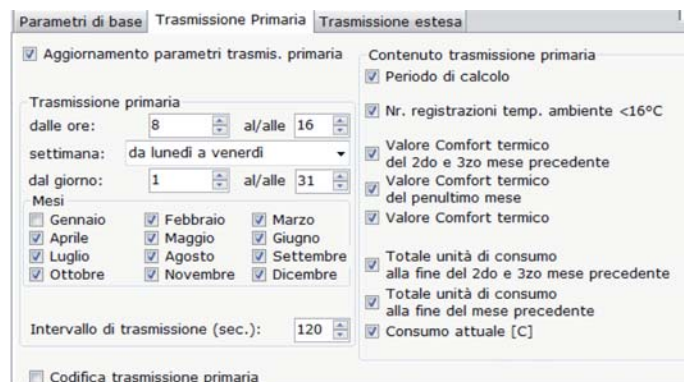 Parametri di base
Trasmissione Primaria
Trasmissione estesa
Aggiornamento parametri trasmis. primaria
Trasmissione primaria
dalle ore:
8
al/alle
16
settimana:
da lunedì a venerdì
dal giorno:
1
al/alle
31
Mesi
Gennaio
Febbraio
Marzo
Aprile
Maggio
Giugno
Luglio
Agosto
Settembre
Ottobre
Novembre
Dicembre
Intervallo di trasmissione (sec.):
120
Codifica trasmissione primaria
Contenuto trasmissione primaria
Periodo di calcolo
Nr. registrazioni temp. ambiente <16ºC
Valore Comfort termico
del 2do e 3zo mese precedente
Valore Comfort termico
del penultimo mese
Valore Comfort termico
Totale unità di consumo
alla fine del 2do e 3zo mese precedente
Totale unità di consumo
alla fine del mese precedente
Consumo attuale [C]